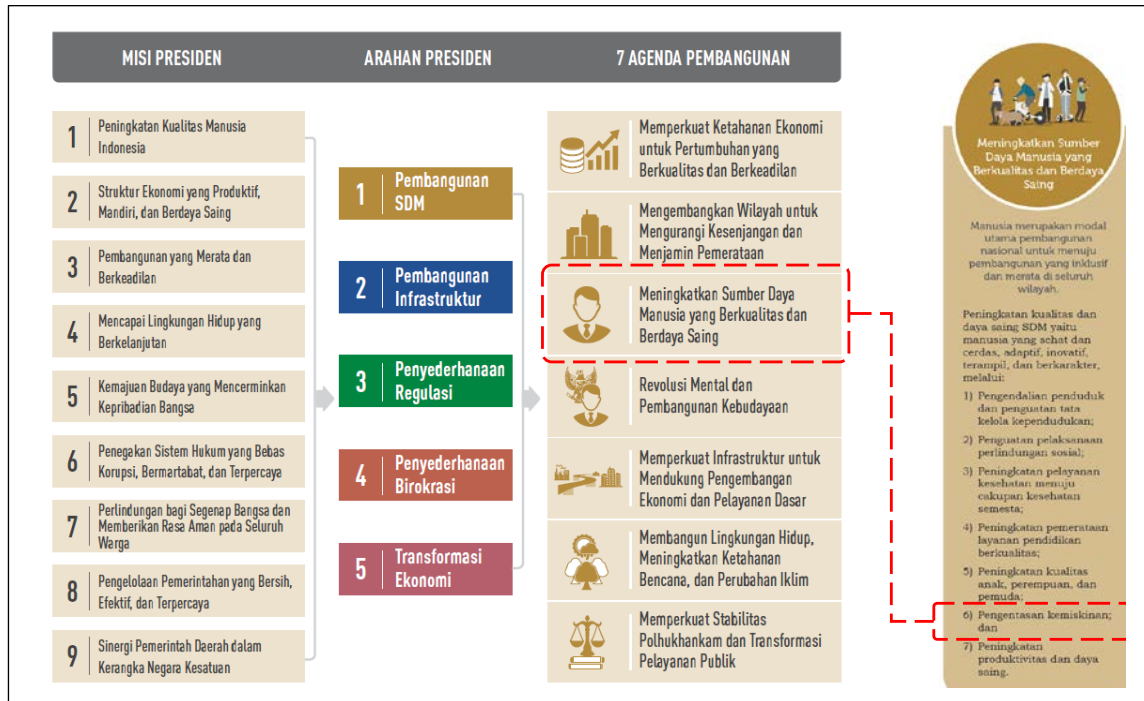 MISI PRESIDEN
ARAHAN PRESIDEN
7 AGENDA PEMBANGUNAN
1
Peningkatan Kualitas Manusia
Indonesia
2
Struktur Ekonomi yang Produktif,
Mandiri, dan Berdaya Saing
3
Pembangunan yang Merata dan
Berkeadilan
4
Mencapai Lingkungan Hidup yang
Berkelanjutan
5
Kemajuan Budaya yang Mencerminkan
Kepribadian Bangsa
6
Penegakan Sistem Hukum yang Bebas
Korupsi, Bermartabat, dan Terpercaya
7
Perlindungan bagi Segenap Bangsa dan
Memberikan Rasa Aman pada Seluruh
Warga
8
Pengelolaan Pemerintahan yang Bersih,
Efektif, dan Terpercaya
9
Sinergi Pemerintah Daerah dalam
Kerangka Negara Kesatuan
1
Pembangunan
SDM
2
Pembangunan
Infrastruktur
3
Penyederhanaan
Regulasi
4
Penyederhanaan
Birokrasi
5
Transformasi
Ekonomi
Memperkuat Ketahanan Ekonomi
untuk Pertumbuhan yang
Berkualitas dan Berkeadilan
Mengembangkan Wilayah untuk
Mengurangi Kesenjangan dan
Menjamin Pemerataan
Meningkatkan Sumber Daya
Manusia yang Berkualitas dan
Berdaya Saing
Revolusi Mental dan
Pembangunan Kebudayaan
Memperkuat Infrastruktur untuk
Mendukung Pengembangan
Ekonomi dan Pelayanan Dasar
Membangun Lingkungan Hidup,
Meningkatkan Ketahanan
Bencana, dan Perubahan Iklim
Memperkuat Stabilitas
Polhukhankam dan Transformasi
Pelayanan Publik
Meningkatkan Sumber
Daya Manusia yang
Berkualitas dan Berdaya
Saing
Manusia merupakan modal
utama pembangunan
nasional untuk menuju
pembangunan yang inklusif
dan merata di seluruh
wilayah.
Peningkatan kualitas dan
daya saing SDM yaitu
manusia yang sehat dan
cerdas, adaptif, inovatif,
terampil, dan berkarakter,
melalui:
1) Pengendalian penduduk
dan penguatan tata
kelola kependudukan;
2) Penguatan pelaksanaan
perlindungan sosial;
3) Peningkatan pelayanan
kesehatan menuju
cakupan kesehatan
semesta;
4) Peningkatan pemerataan
layanan pendidikan
berkualitas;
5) Peningkatan kualitas
anak, perempuan, dan
pemuda;
6) Pengentasan kemiskinan;
dan
7) Peningkatan
produktivitas dan daya
saing.